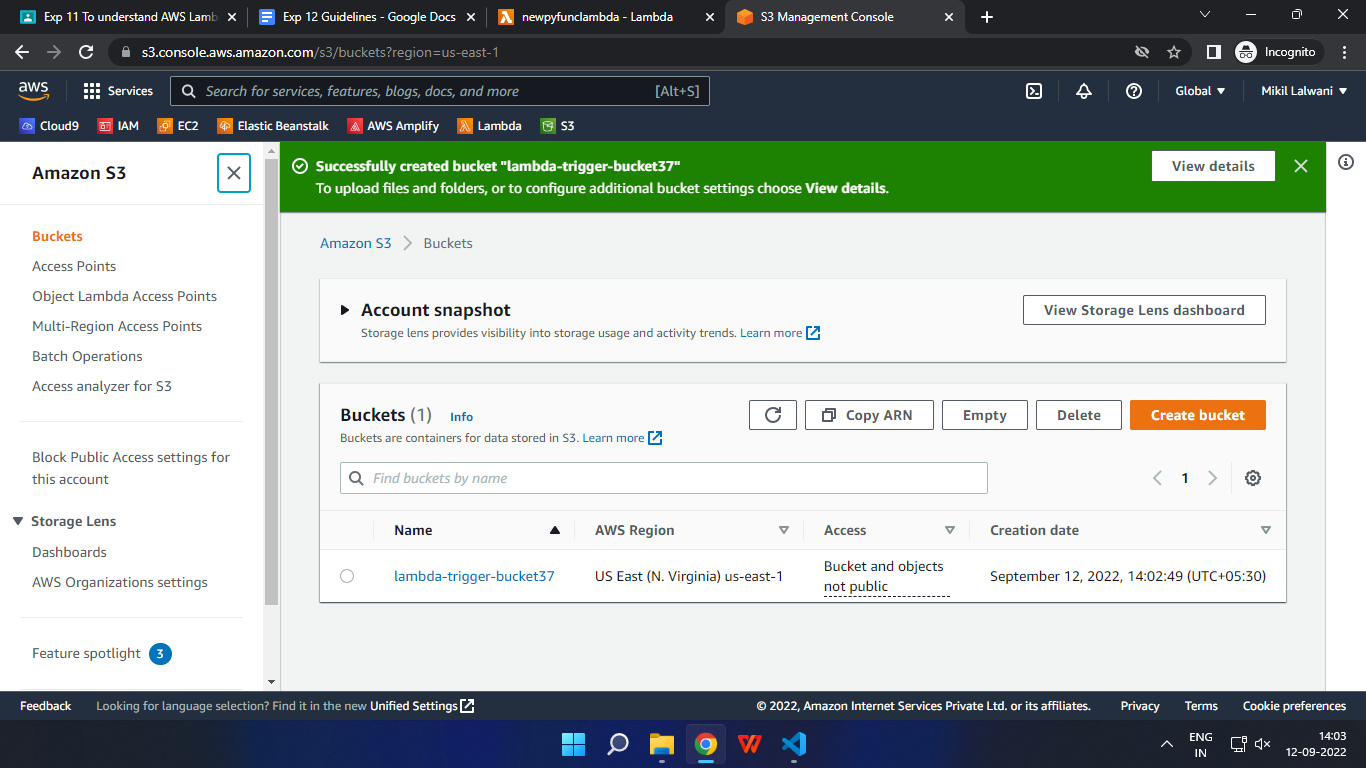 Exp 11 To understand AWS Lamb
Exp 12 Guidelines - Google Docs
newpyfunclambda - Lambda
S3 Management Console
s3.console.aws.amazon.com/s3/buckets?region=us-east-1
Incognito
aws
Services
Search for services, features, blogs, docs, and more
[Alt+S]
Global
Mikil Lalwani
Cloud9
IAM
EC2
Elastic Beanstalk
AWS Amplify
Lambda
S3
Amazon S3
Buckets
Access Points
Object Lambda Access Points
Multi-Region Access Points
Batch Operations
Access analyzer for S3
Block Public Access settings for
this account
Storage Lens
Dashboards
AWS Organizations settings
Feature spotlight 3
Successfully created bucket "lambda-trigger-bucket37"
To upload files and folders, or to configure additional bucket settings choose View details.
View details
Amazon S3
Buckets
Account snapshot
Storage lens provides visibility into storage usage and activity trends. Learn more
View Storage Lens dashboard
Buckets (1) Info
Buckets are containers for data stored in S3. Learn more
Copy ARN
Empty
Delete
Create bucket
Find buckets by name
1
Name
AWS Region
Access
Creation date
lambda-trigger-bucket37
US East (N. Virginia) us-east-1
Bucket and objects
not public
September 12, 2022, 14:02:49 (UTC+05:30)
Feedback
Looking for language selection? Find it in the new Unified Settings
© 2022, Amazon Internet Services Private Ltd. or its affiliates.
Privacy
Terms
Cookie preferences
ENG
IN
14:03
12-09-2022